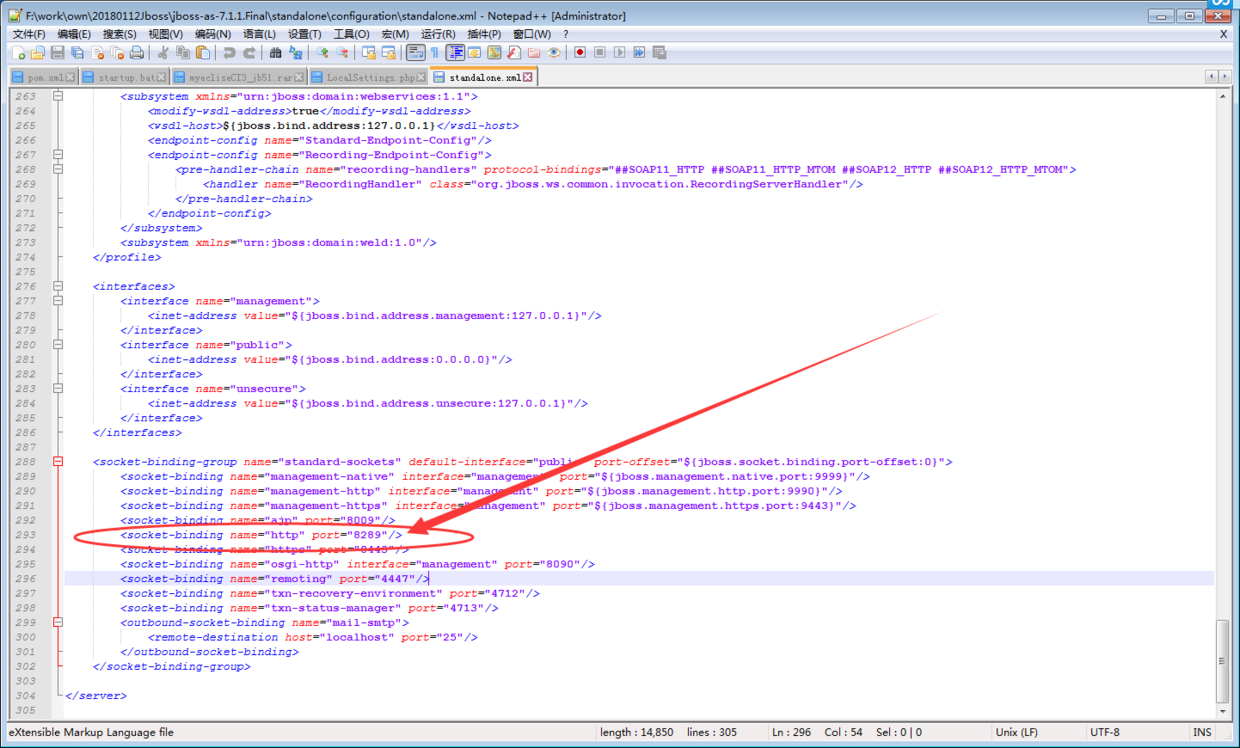 F:\work\own\20180112Jboss\jboss-as-7.1.1.Final\standalone\configuration\standalone.xml - Notepad++ [Administrator]
文件(F) 编辑(E) 搜索(S) 视图(V) 编码(N) 语言(L) 设置(T) 工具(O) 宏(M) 运行(R) 插件(P) 窗口(W) ? X
pom.xml startup.bat myecliseCI3_jb51.rar LocalSettings.php standalone.xml
263 <subsystem xmlns="urn:jboss:domain:webservices:1.1">
264 <modify-wsdl-address>true</modify-wsdl-address>
265 <wsdl-host>${jboss.bind.address:127.0.0.1}</wsdl-host>
266 <endpoint-config name="Standard-Endpoint-Config"/>
267 <endpoint-config name="Recording-Endpoint-Config">
268 <pre-handler-chain name="recording-handlers" protocol-bindings="##SOAP11_HTTP ##SOAP11_HTTP_MTOM ##SOAP12_HTTP ##SOAP12_HTTP_MTOM">
269 <handler name="RecordingHandler" class="org.jboss.ws.common.invocation.RecordingServerHandler"/>
270 </pre-handler-chain>
271 </endpoint-config>
272 </subsystem>
273 <subsystem xmlns="urn:jboss:domain:weld:1.0"/>
274 </profile>
275
276 <interfaces>
277 <interface name="management">
278 <inet-address value="${jboss.bind.address.management:127.0.0.1}"/>
279 </interface>
280 <interface name="public">
281 <inet-address value="${jboss.bind.address:0.0.0.0}"/>
282 </interface>
283 <interface name="unsecure">
284 <inet-address value="${jboss.bind.address.unsecure:127.0.0.1}"/>
285 </interface>
286 </interfaces>
287
288 <socket-binding-group name="standard-sockets" default-interface="public" port-offset="${jboss.socket.binding.port-offset:0}">
289 <socket-binding name="management-native" interface="management" port="${jboss.management.native.port:9999}"/>
290 <socket-binding name="management-http" interface="management" port="${jboss.management.http.port:9990}"/>
291 <socket-binding name="management-https" interface="management" port="${jboss.management.https.port:9443}"/>
292 <socket-binding name="ajp" port="8009"/>
293 <socket-binding name="http" port="8289"/>
294 <socket-binding name="https" port="8443"/>
295 <socket-binding name="osgi-http" interface="management" port="8090"/>
296 <socket-binding name="remoting" port="4447"/>
297 <socket-binding name="txn-recovery-environment" port="4712"/>
298 <socket-binding name="txn-status-manager" port="4713"/>
299 <outbound-socket-binding name="mail-smtp">
300 <remote-destination host="localhost" port="25"/>
301 </outbound-socket-binding>
302 </socket-binding-group>
303
304 </server>
305
eXtensible Markup Language file length : 14,850 lines : 305 Ln : 296 Col : 54 Sel : 0 | 0 Unix (LF) UTF-8 INS